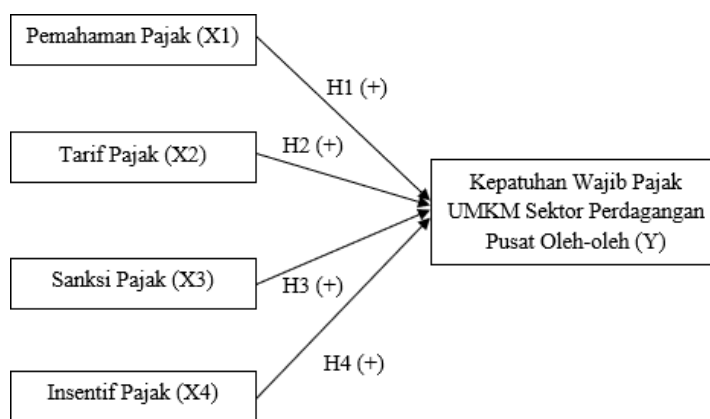 Pemahaman Pajak (X1)
H1 (+)
Tarif Pajak (X2)
H2 (+)
Kepatuhan Wajib Pajak
UMKM Sektor Perdagangan
Pusat Oleh-oleh (Y)
Sanksi Pajak (X3)
H3 (+)
H4 (+)
Insentif Pajak (X4)